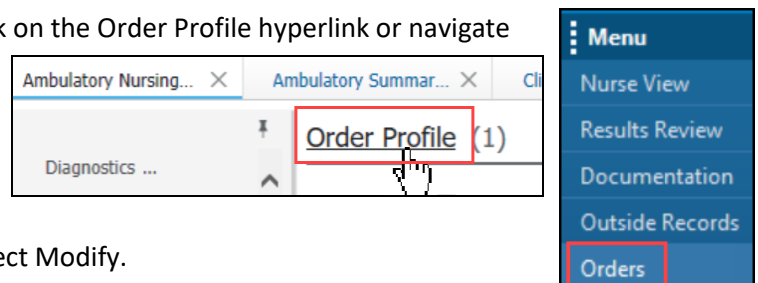 on the Order Profile hyperlink or navigate
Ambulatory Nursing... ×
Ambulatory Summar... ×
Diagnostics ...
Order Profile (1)
Modify.
Menu
Nurse View
Results Review
Documentation
Outside Records
Orders